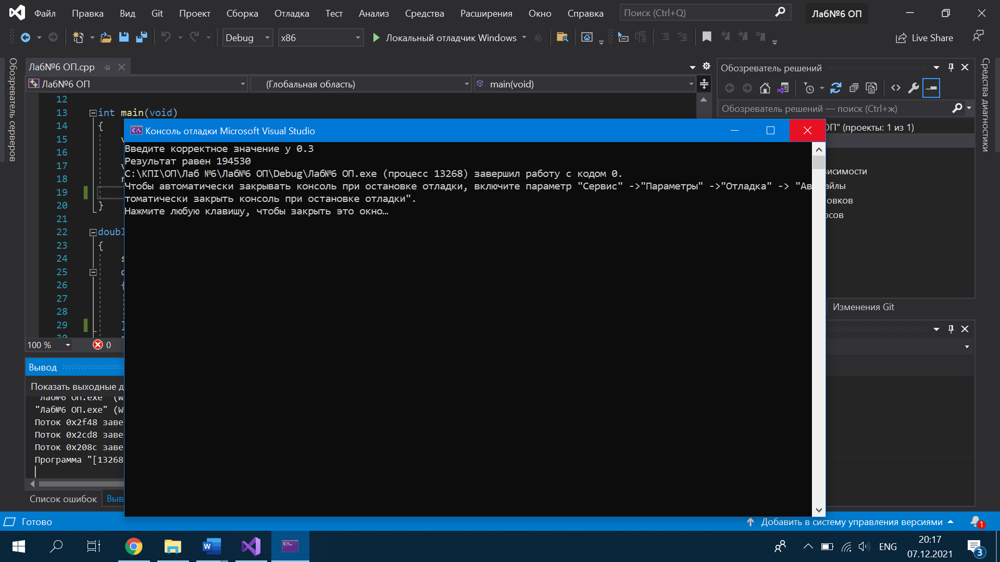 Файл Правка Вид Git Проект Сборка Отладка Тест Анализ Средства Расширения Окно Справка Поиск (Ctrl+Q) Лаб№6 ОП
Debug x86 Локальный отладчик Windows Live Share
Обозреватель серверов
Лаб№6 ОП.cpp
Лаб№6 ОП (Глобальная область) main(void)
12
13 int main(void)
14 {
15
16
17
18
19
20 }
21
22 doubl
23 {
24
25
26 {
27
28
29 }
30
100 % 0
Консоль отладки Microsoft Visual Studio
Введите корректное значение y 0.3
Результат равен 194530
C:\КПІ\ОП\Лаб №6\Лаб№6 ОП\Debug\Лаб№6 ОП.exe (процесс 13268) завершил работу с кодом 0.
Чтобы автоматически закрывать консоль при остановке отладки, включите параметр "Сервис" ->"Параметры" ->"Отладка" -> "Ав
томатически закрыть консоль при остановке отладки".
Нажмите любую клавишу, чтобы закрыть это окно…
Обозреватель решений
Обозреватель решений — поиск (Ctrl+ж)
ОП" (проекты: 1 из 1)
висимости
айлы
овков
рсов
Изменения Git
Средства диагностики
Вывод
Показать выходные д
"Лаб№6 ОП.exe" (W
"Лаб№6 ОП.exe" (W
Поток 0x2f48 заве
Поток 0x2cd8 заве
Поток 0x208c заве
Программа "[13268
Список ошибок Выв
Готово Добавить в систему управления версиями 1
ENG 20:17
07.12.2021 3